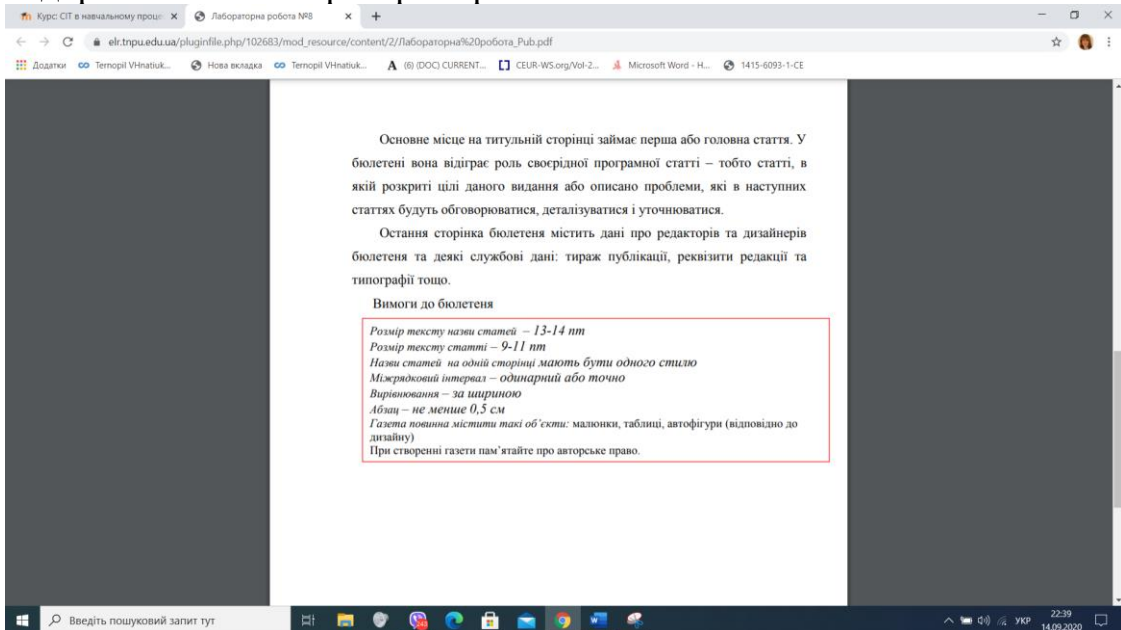 Курс: СІТ в навчальному проце
Лабораторна робота №8
elr.tnpu.edu.ua/pluginfile.php/102683/mod_resource/content/2/Лабораторна%20робота_Pub.pdf
Додатки
Ternopil VHnatiuk...
Нова вкладка
Ternopil VHnatiuk...
(6) (DOC) CURRENT...
CEUR-WS.org/Vol-2...
Microsoft Word - H...
1415-6093-1-CE
Основне місце на титульній сторінці займає перша або головна стаття. У
бюлетені вона відіграє роль своєрідної програмної статті – тобто статті, в
якій розкриті цілі даного видання або описано проблеми, які в наступних
статтях будуть обговорюватися, деталізуватися і уточнюватися.
Остання сторінка бюлетеня містить дані про редакторів та дизайнерів
бюлетеня та деякі службові дані: тираж публікації, реквізити редакції та
типографії тощо.
Вимоги до бюлетеня
Розмір тексту назви статей – 13-14 пт
Розмір тексту статті – 9-11 пт
Назви статей на одній сторінці мають бути одного стилю
Міжрядковий інтервал – одинарний або точно
Вирівнювання – за шириною
Абзац – не менше 0,5 см
Газета повинна містити такі об’єкти: малюнки, таблиці, автофігури (відповідно до
дизайну)
При створенні газети пам’ятайте про авторське право.
Введіть пошуковий запит тут
УКР
22:39
14.09.2020